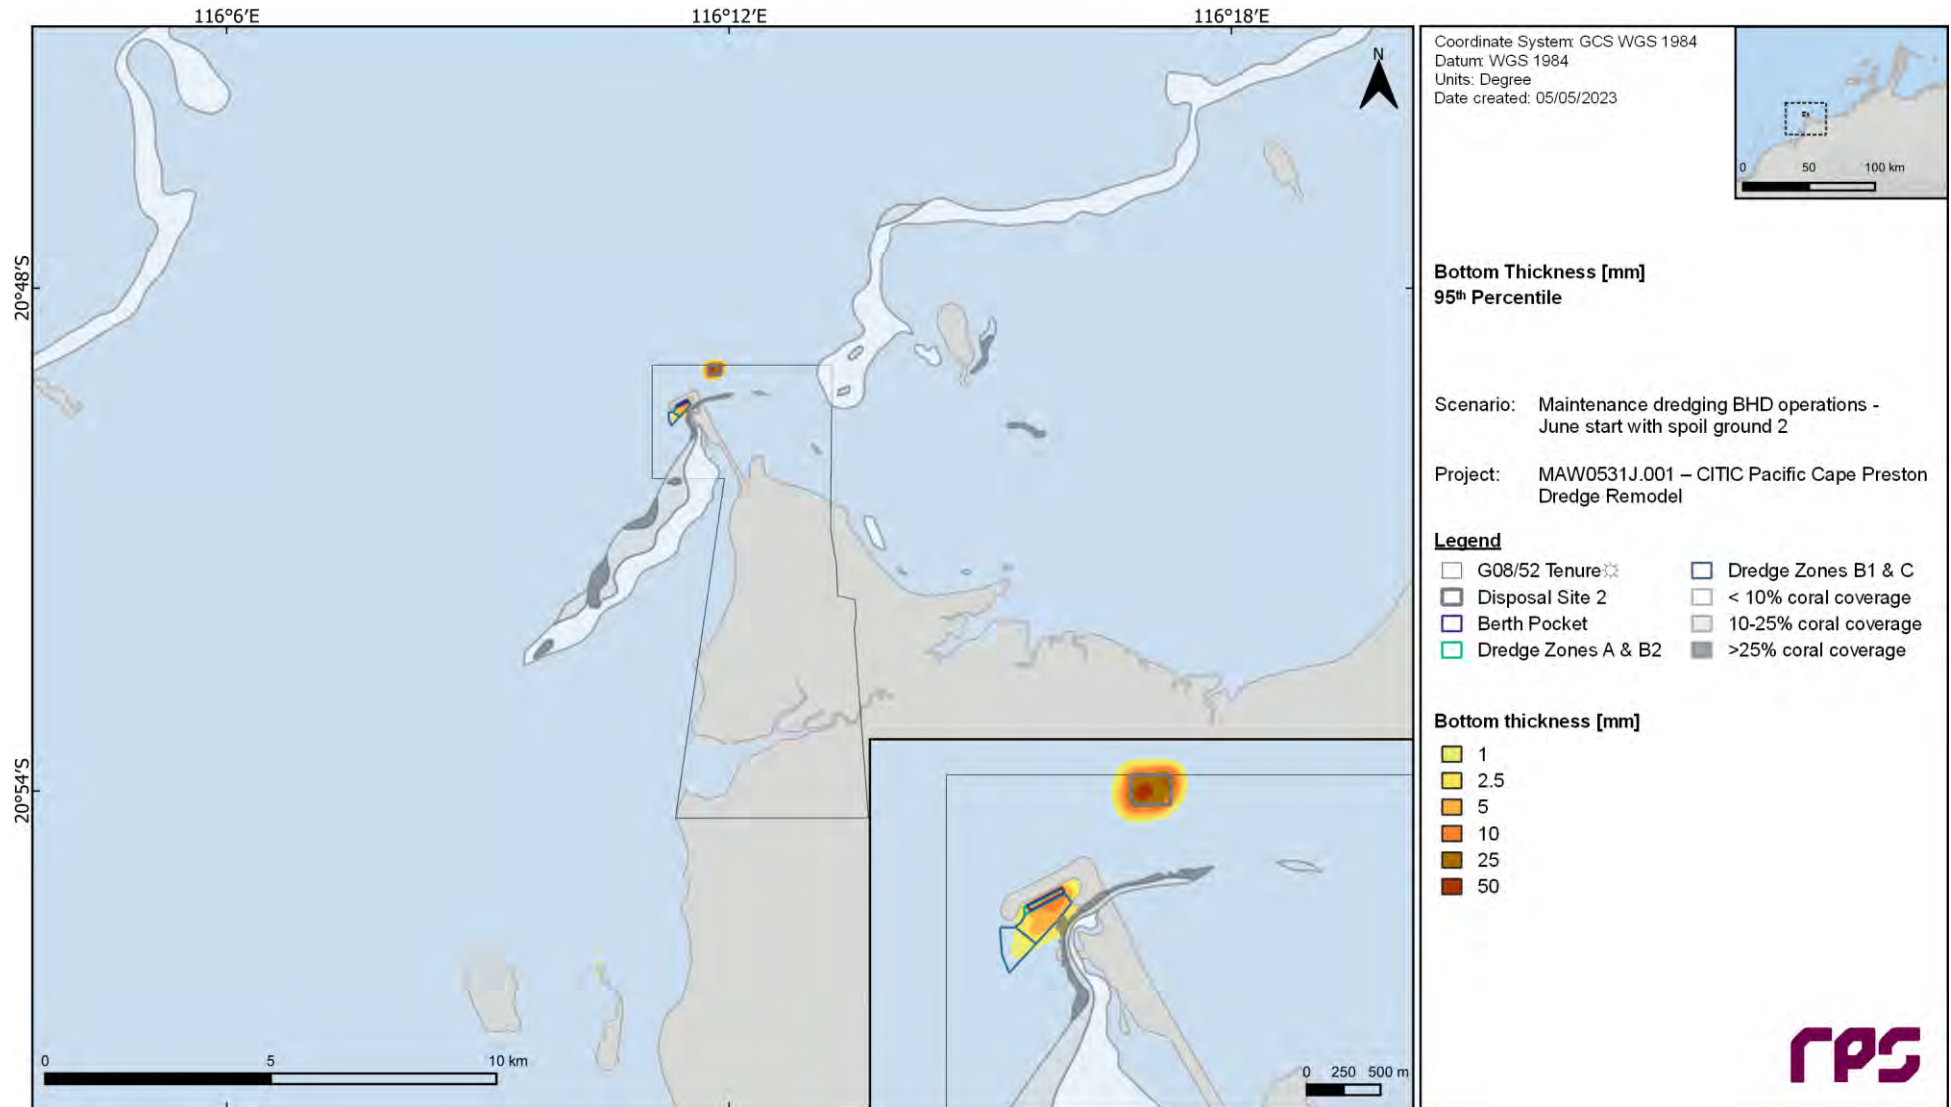 116°6'E
116°12'E
116°18'E
20°48'S
20°54'S
N
0 5 10 km
0 250 500 m
Coordinate System: GCS WGS 1984
Datum: WGS 1984
Units: Degree
Date created: 05/05/2023
0 50 100 km
Bottom Thickness [mm]
95th Percentile
Scenario: Maintenance dredging BHD operations -
June start with spoil ground 2
Project: MAW0531J.001 – CITIC Pacific Cape Preston
Dredge Remodel
Legend
G08/52 Tenure
Disposal Site 2
Berth Pocket
Dredge Zones A & B2
Dredge Zones B1 & C
< 10% coral coverage
10-25% coral coverage
>25% coral coverage
Bottom thickness [mm]
1
2.5
5
10
25
50
rps